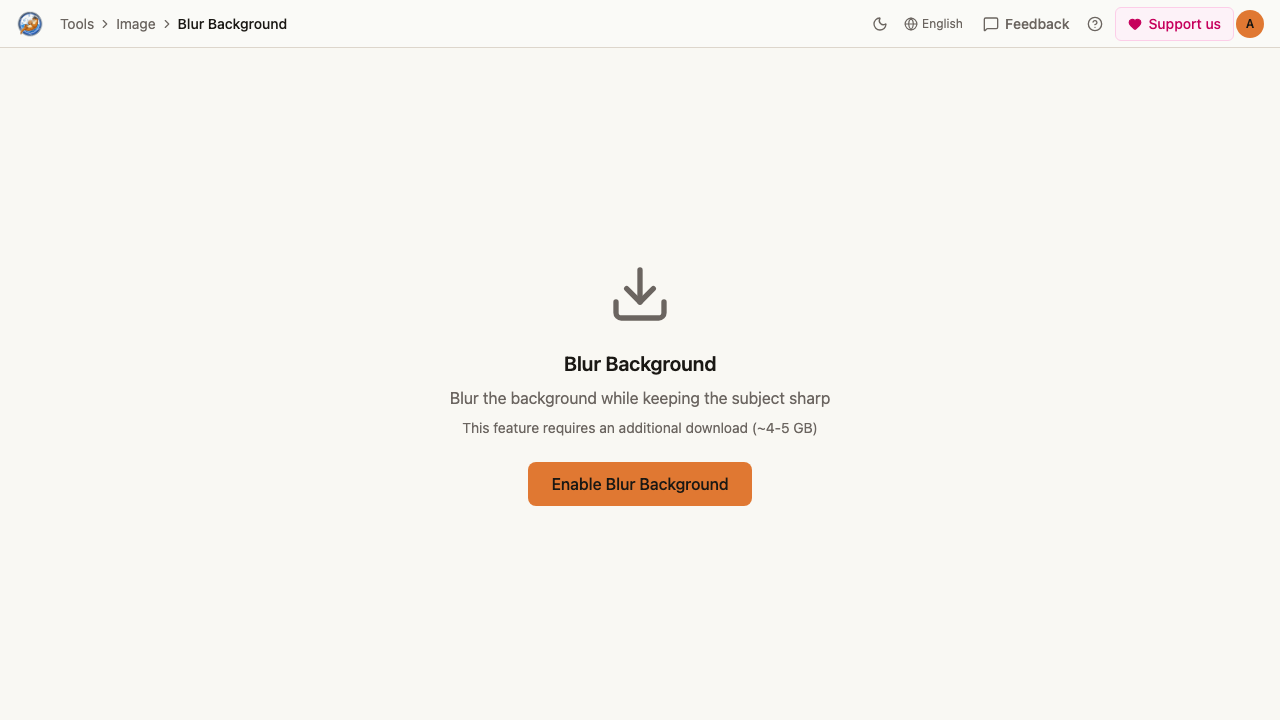 Tools > Image > Blur Background
English
Feedback
Support us
A
Blur Background
Blur the background while keeping the subject sharp
This feature requires an additional download (~4-5 GB)
Enable Blur Background